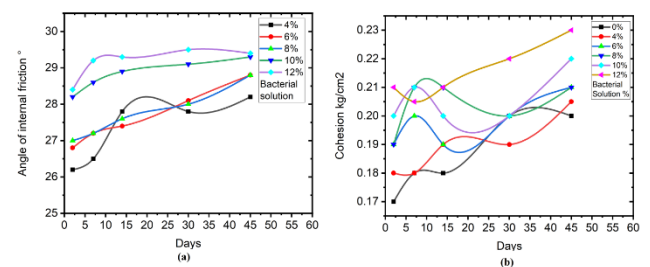 30
29
28
27
26
25
Angle of internal friction °
4%
6%
8%
10%
12%
Bacterial
solution
0 5 10 15 20 25 30 35 40 45 50 55 60
Days
(a)
0.23
0.22
0.21
0.20
0.19
0.18
0.17
Cohesion kg/cm2
0%
4%
6%
8%
10%
12%
Bacterial
Solution %
0 5 10 15 20 25 30 35 40 45 50 55 60
Days
(b)